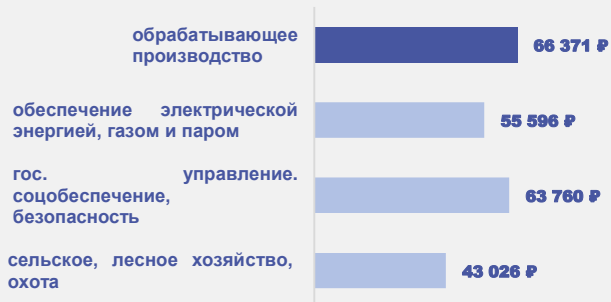 обрабатывающее
производство
66 371 ₽
обеспечение электрической
энергией, газом и паром
55 596 ₽
гос. управление.
соцобеспечение,
безопасность
63 760 ₽
сельское, лесное хозяйство,
охота
43 026 ₽